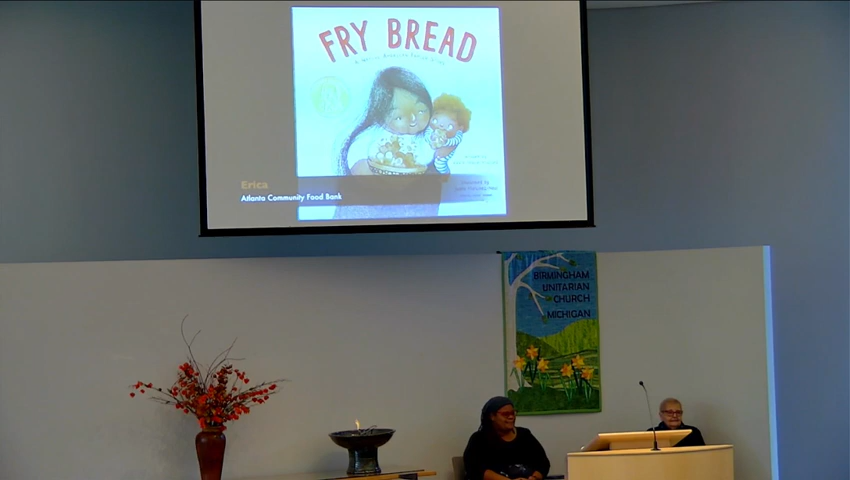 FRY BREAD
Erica
Atlanta Community Food Bank
BIRMINGHAM
UNITARIAN
CHURCH
MICHIGAN